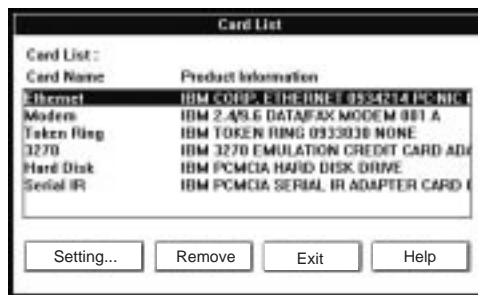 Card List
Card List :
Card Name Product Information
Ethernet IBM CORP. ETHERNET 0934214 PC-NIC
Modem IBM 2.4/9.6 DATA/FAX MODEM 001 A
Token Ring IBM TOKEN RING 0933030 NONE
3270 IBM 3270 EMULATION CREDIT CARD ADA
Hard Disk IBM PCMCIA HARD DISK DRIVE
Serial IR IBM PCMCIA SERIAL IR ADAPTER CARD
Setting... Remove Exit Help